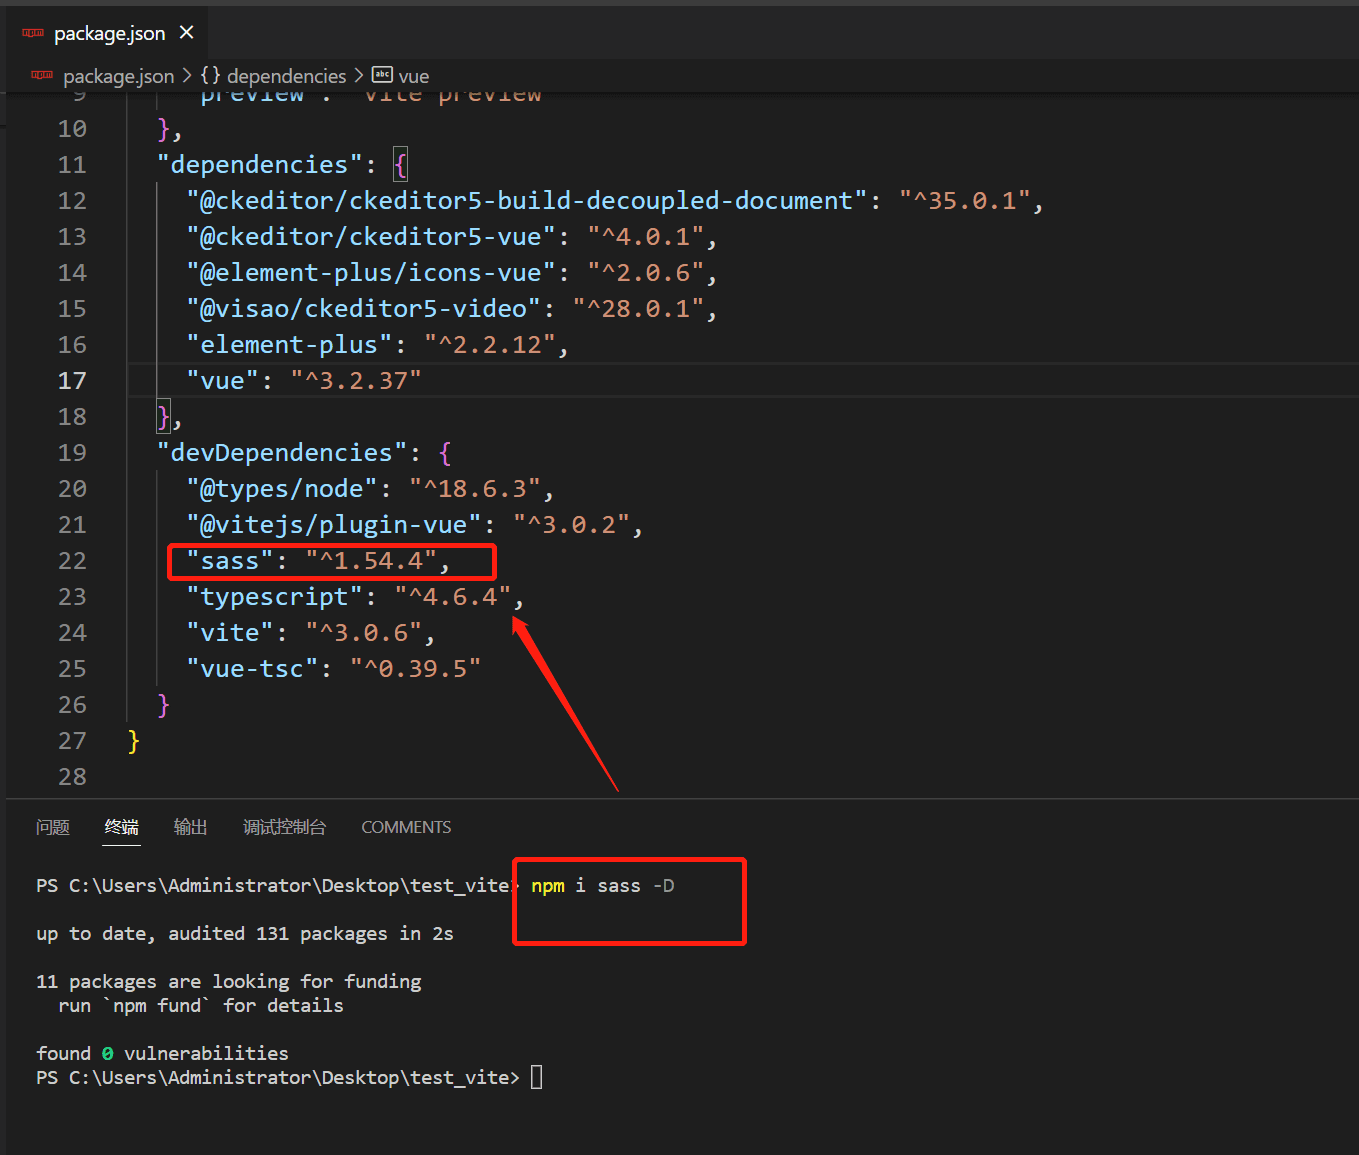 package.json
package.json > {} dependencies > vue
9 "preview": "vite preview"
10 },
11 "dependencies": {
12 "@ckeditor/ckeditor5-build-decoupled-document": "^35.0.1",
13 "@ckeditor/ckeditor5-vue": "^4.0.1",
14 "@element-plus/icons-vue": "^2.0.6",
15 "@visao/ckeditor5-video": "^28.0.1",
16 "element-plus": "^2.2.12",
17 "vue": "^3.2.37"
18 },
19 "devDependencies": {
20 "@types/node": "^18.6.3",
21 "@vitejs/plugin-vue": "^3.0.2",
22 "sass": "^1.54.4",
23 "typescript": "^4.6.4",
24 "vite": "^3.0.6",
25 "vue-tsc": "^0.39.5"
26 }
27 }
28
问题 终端 输出 调试控制台 COMMENTS
PS C:\Users\Administrator\Desktop\test_vite> npm i sass -D
up to date, audited 131 packages in 2s
11 packages are looking for funding
run `npm fund` for details
found 0 vulnerabilities
PS C:\Users\Administrator\Desktop\test_vite>